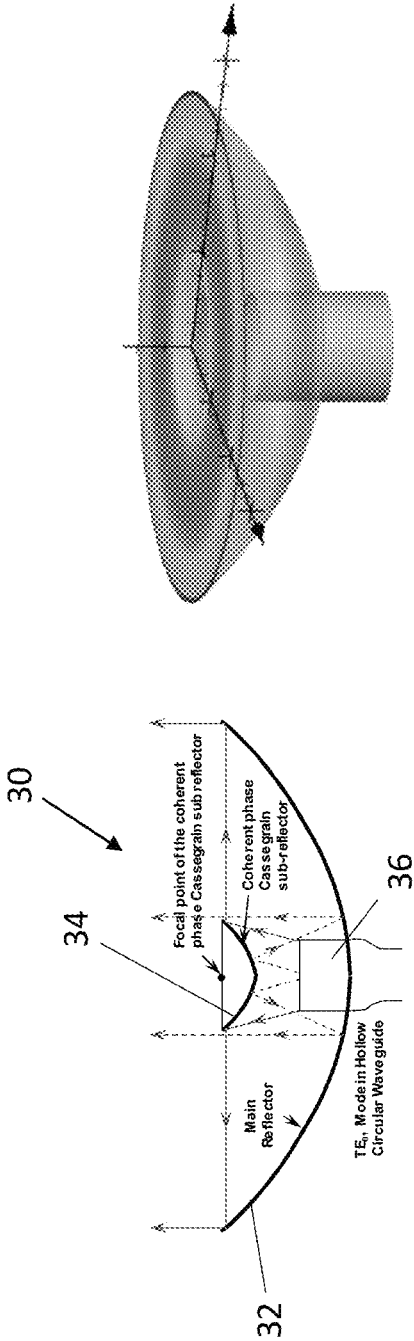 30
34
Focal point of the coherent
phase Cassegrain sub reflector
Coherent phase
Cassegrain
sub-reflector
Main
Reflector
32
TE₀₁ Mode in Hollow
Circular Waveguide
36